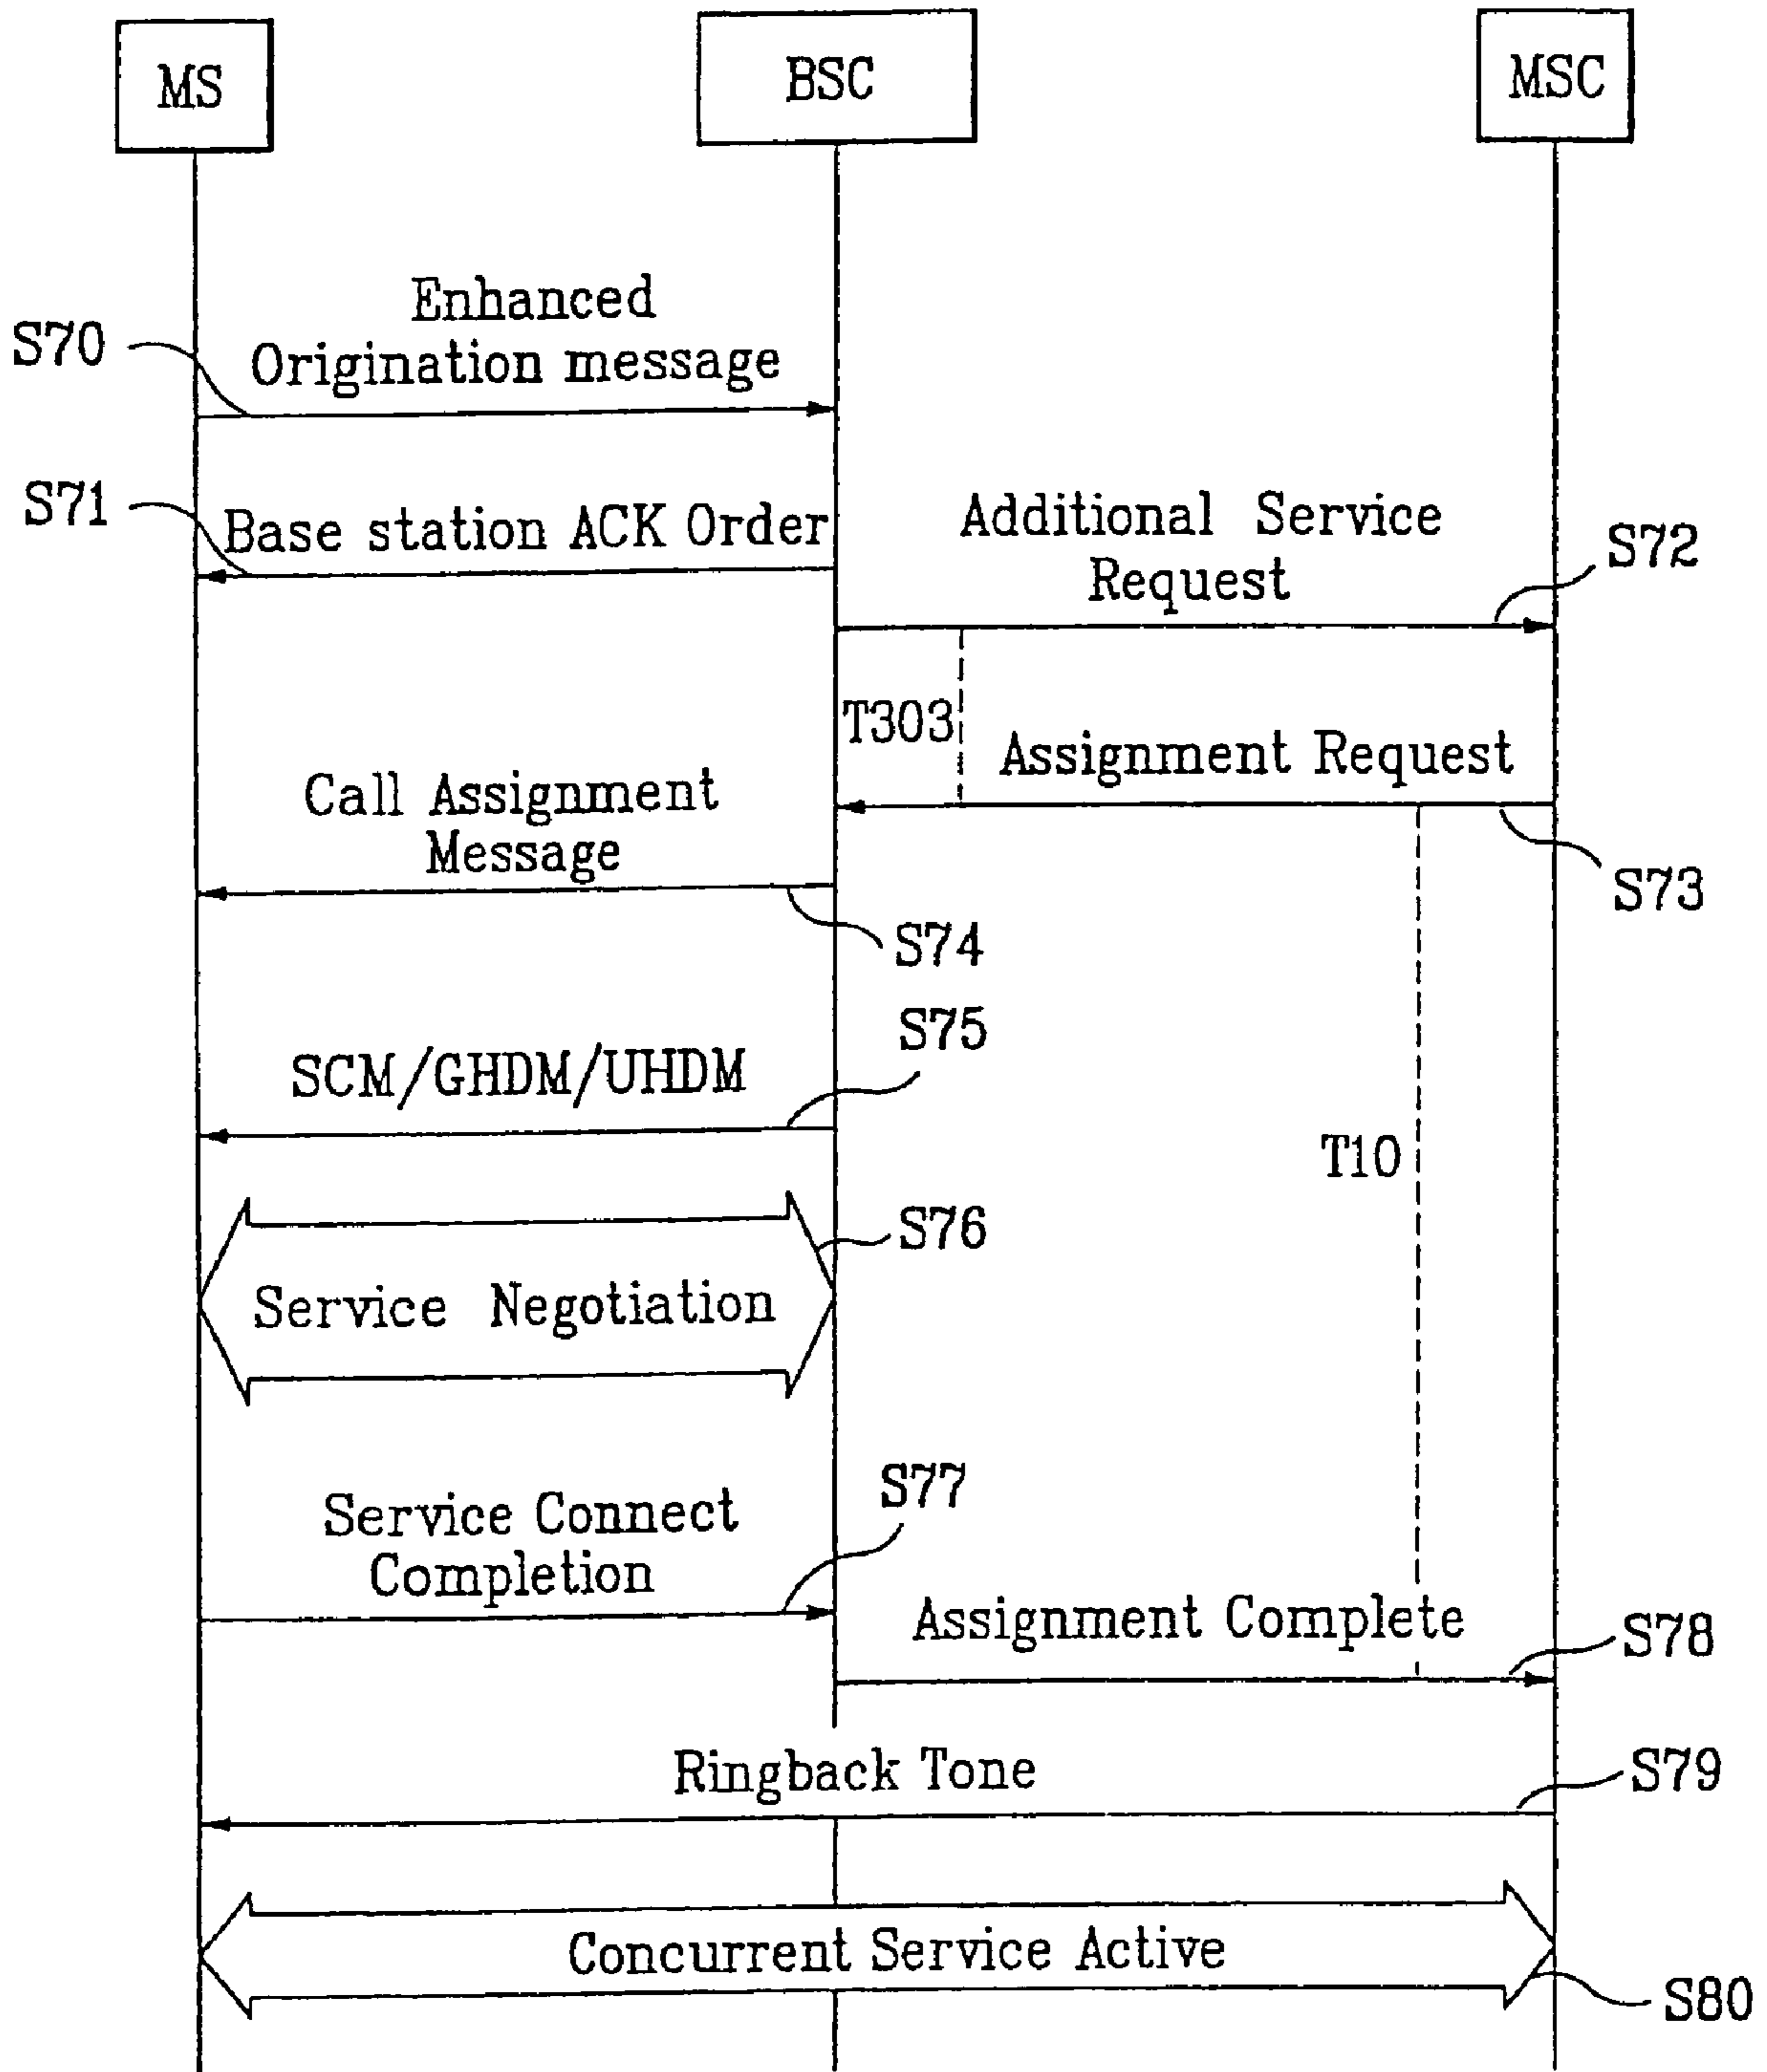 MS
BSC
MSC
Enhanced
Origination message
S70
S71
Base station ACK Order
Additional Service
Request
S72
T303
Assignment Request
Call Assignment
Message
S73
S74
S75
SCM/GHDM/UHDM
T10
S76
Service Negotiation
S77
Service Connect
Completion
Assignment Complete
S78
Ringback Tone
S79
Concurrent Service Active
S80